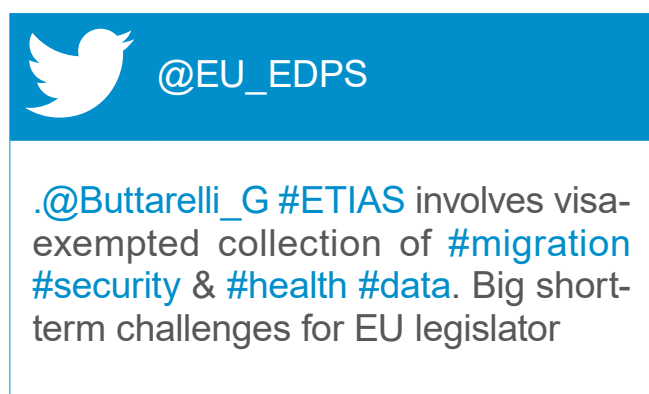 @EU_EDPS
.@Buttarelli_G #ETIAS involves visa-
exempted collection of #migration
#security & #health #data. Big short-
term challenges for EU legislator